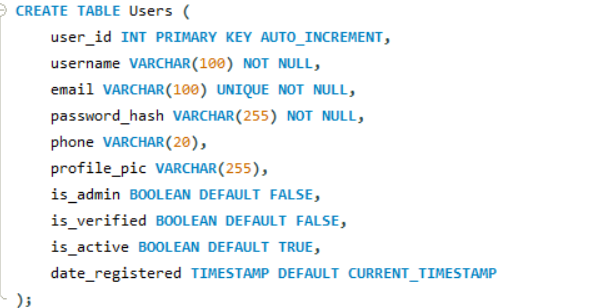 CREATE TABLE Users (
user_id INT PRIMARY KEY AUTO_INCREMENT,
username VARCHAR(100) NOT NULL,
email VARCHAR(100) UNIQUE NOT NULL,
password_hash VARCHAR(255) NOT NULL,
phone VARCHAR(20),
profile_pic VARCHAR(255),
is_admin BOOLEAN DEFAULT FALSE,
is_verified BOOLEAN DEFAULT FALSE,
is_active BOOLEAN DEFAULT TRUE,
date_registered TIMESTAMP DEFAULT CURRENT_TIMESTAMP
);